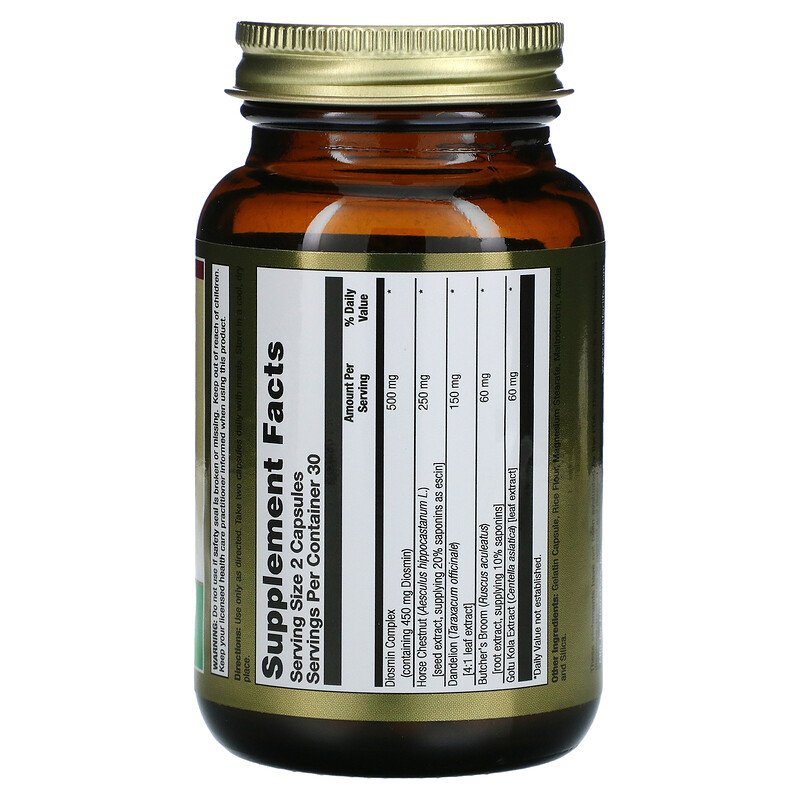 WARNING: Do not use if safety seal is broken or missing. Keep out of reach of children.
Keep your licensed health care practitioner informed when using this product.
Directions: Use only as directed. Take two capsules daily with meals. Store in a cool, dry
place.
Supplement Facts
Serving Size 2 Capsules
Servings Per Container 30
Amount Per Serving % Daily Value
Diosmin Complex 500 mg *
(containing 450 mg Diosmin)
Horse Chestnut (Aesculus hippocastanum L.) 250 mg *
[seed extract, supplying 20% saponins as escin]
Dandelion (Taraxacum officinale) 150 mg *
[4:1 leaf extract]
Butcher's Broom (Ruscus aculeatus) 60 mg *
[root extract, supplying 10% saponins]
Gotu Kola Extract (Centella asiatica) [leaf extract] 60 mg *
*Daily Value not established.
Other Ingredients: Gelatin Capsule, Rice Flour, Magnesium Stearate, Maltodextrin,
and Silica.